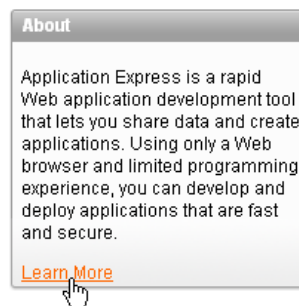 About
Application Express is a rapid
Web application development tool
that lets you share data and create
applications. Using only a Web
browser and limited programming
experience, you can develop and
deploy applications that are fast
and secure.
Learn More